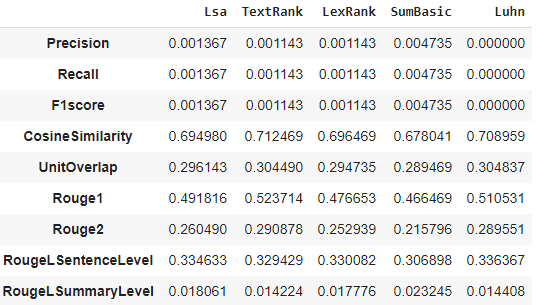 Lsa TextRank LexRank SumBasic Luhn
Precision 0.001367 0.001143 0.001143 0.004735 0.000000
Recall 0.001367 0.001143 0.001143 0.004735 0.000000
F1score 0.001367 0.001143 0.001143 0.004735 0.000000
CosineSimilarity 0.694980 0.712469 0.696469 0.678041 0.708959
UnitOverlap 0.296143 0.304490 0.294735 0.289469 0.304837
Rouge1 0.491816 0.523714 0.476653 0.466469 0.510531
Rouge2 0.260490 0.290878 0.252939 0.215796 0.289551
RougeLSentenceLevel 0.334633 0.329429 0.330082 0.306898 0.336367
RougeLSummaryLevel 0.018061 0.014224 0.017776 0.023245 0.014408